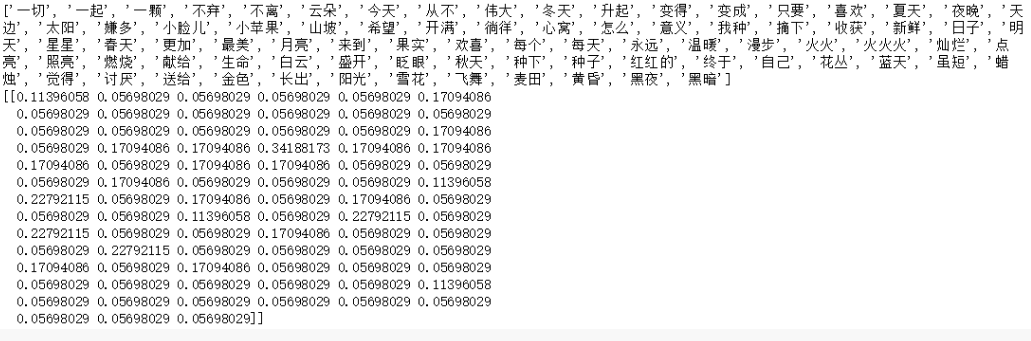 ['一切', '一起', '一颗', '不弃', '不离', '云朵', '今天', '从不', '伟大', '冬天', '升起', '变得', '变成', '只要', '喜欢', '夏天', '夜晚', '天
边', '太阳', '嫌多', '小脸儿', '小苹果', '山坡', '希望', '开满', '徜徉', '心窝', '怎么', '意义', '我种', '摘下', '收获', '新鲜', '日子', '明
天', '星星', '春天', '更加', '最美', '月亮', '来到', '果实', '欢喜', '每个', '每天', '永远', '温暖', '漫步', '火火', '火火火', '灿烂', '点
亮', '照亮', '燃烧', '献给', '生命', '白云', '盛开', '眨眼', '秋天', '种下', '种子', '红红的', '终于', '自己', '花丛', '蓝天', '虽短', '蜡
烛', '觉得', '讨厌', '送给', '金色', '长出', '阳光', '雪花', '飞舞', '麦田', '黄昏', '黑夜', '黑暗']
[[0.11396058 0.05698029 0.05698029 0.05698029 0.05698029 0.17094086
0.05698029 0.05698029 0.05698029 0.05698029 0.05698029 0.05698029
0.05698029 0.05698029 0.05698029 0.05698029 0.05698029 0.17094086
0.05698029 0.17094086 0.17094086 0.34188173 0.17094086 0.17094086
0.17094086 0.05698029 0.17094086 0.17094086 0.05698029 0.05698029
0.05698029 0.17094086 0.05698029 0.05698029 0.05698029 0.11396058
0.22792115 0.05698029 0.17094086 0.05698029 0.17094086 0.05698029
0.05698029 0.05698029 0.11396058 0.05698029 0.22792115 0.05698029
0.22792115 0.05698029 0.05698029 0.17094086 0.05698029 0.05698029
0.05698029 0.22792115 0.05698029 0.05698029 0.05698029 0.05698029
0.17094086 0.05698029 0.17094086 0.05698029 0.05698029 0.05698029
0.05698029 0.05698029 0.05698029 0.05698029 0.05698029 0.11396058
0.05698029 0.05698029 0.05698029 0.05698029 0.05698029 0.05698029
0.05698029 0.05698029 0.05698029]]